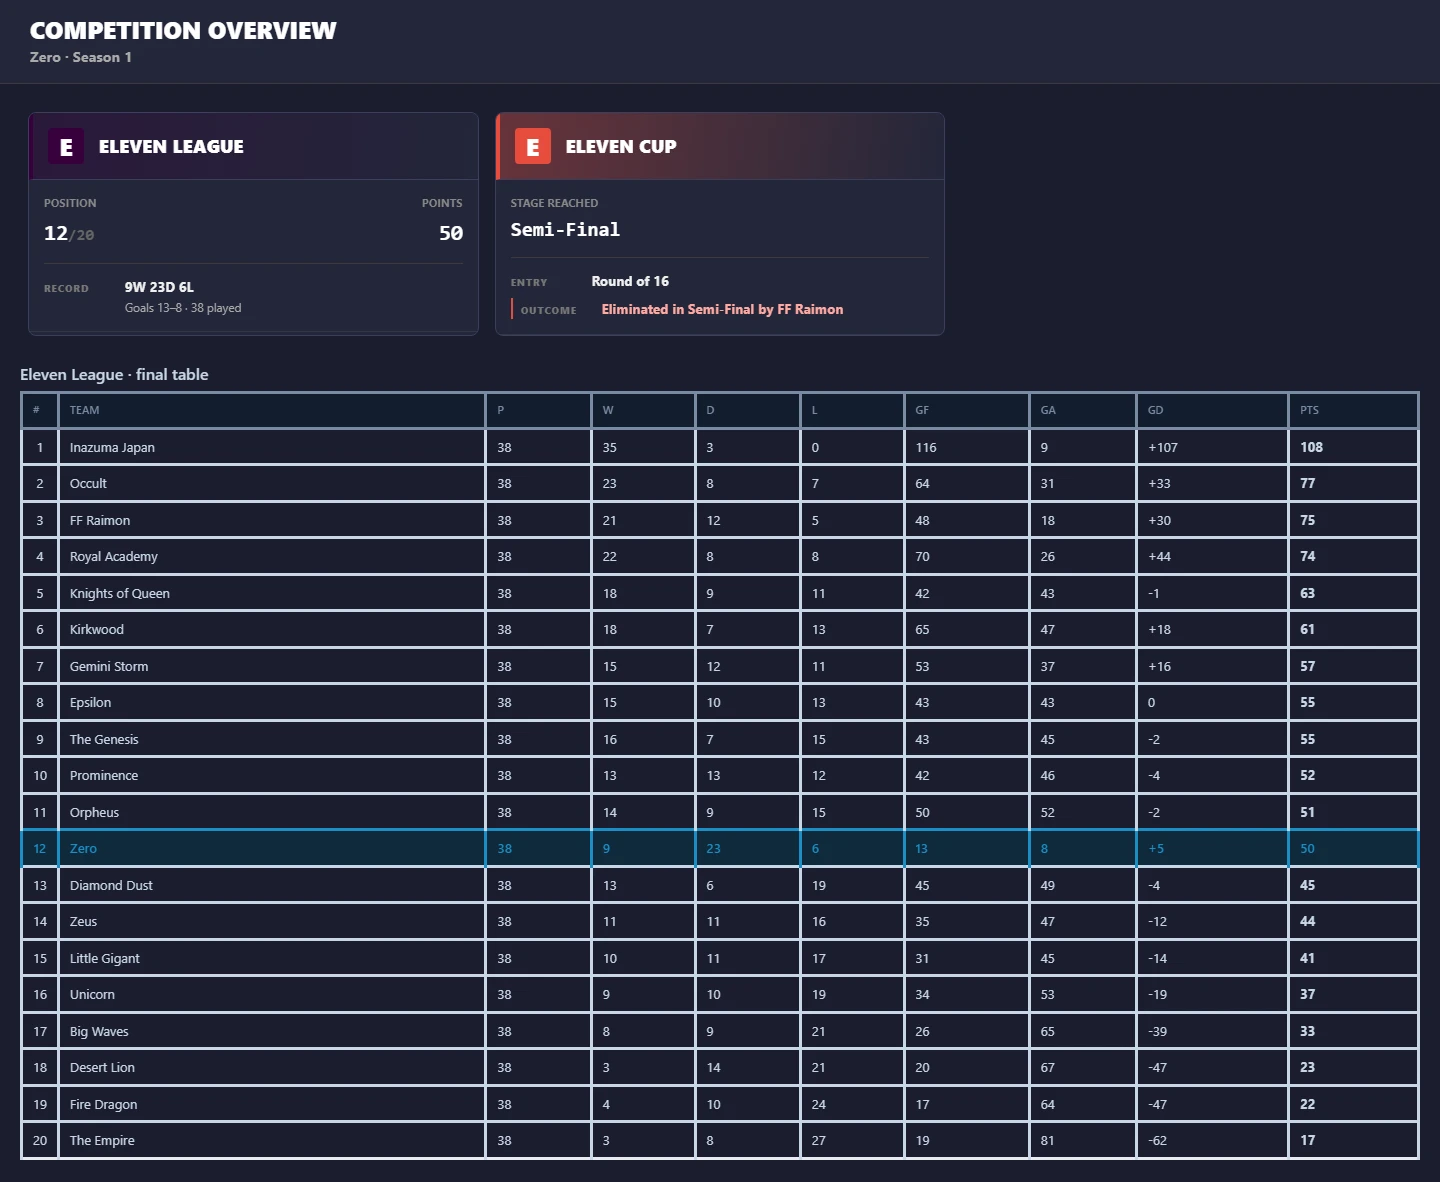 COMPETITION OVERVIEW
Zero · Season 1
E ELEVEN LEAGUE
POSITION POINTS
12/20 50
RECORD 9W 23D 6L
Goals 13–8 · 38 played
E ELEVEN CUP
STAGE REACHED
Semi-Final
ENTRY Round of 16
OUTCOME Eliminated in Semi-Final by FF Raimon
Eleven League · final table
# TEAM P W D L GF GA GD PTS
1 Inazuma Japan 38 35 3 0 116 9 +107 108
2 Occult 38 23 8 7 64 31 +33 77
3 FF Raimon 38 21 12 5 48 18 +30 75
4 Royal Academy 38 22 8 8 70 26 +44 74
5 Knights of Queen 38 18 9 11 42 43 -1 63
6 Kirkwood 38 18 7 13 65 47 +18 61
7 Gemini Storm 38 15 12 11 53 37 +16 57
8 Epsilon 38 15 10 13 43 43 0 55
9 The Genesis 38 16 7 15 43 45 -2 55
10 Prominence 38 13 13 12 42 46 -4 52
11 Orpheus 38 14 9 15 50 52 -2 51
12 Zero 38 9 23 6 13 8 +5 50
13 Diamond Dust 38 13 6 19 45 49 -4 45
14 Zeus 38 11 11 16 35 47 -12 44
15 Little Gigant 38 10 11 17 31 45 -14 41
16 Unicorn 38 9 10 19 34 53 -19 37
17 Big Waves 38 8 9 21 26 65 -39 33
18 Desert Lion 38 3 14 21 20 67 -47 23
19 Fire Dragon 38 4 10 24 17 64 -47 22
20 The Empire 38 3 8 27 19 81 -62 17